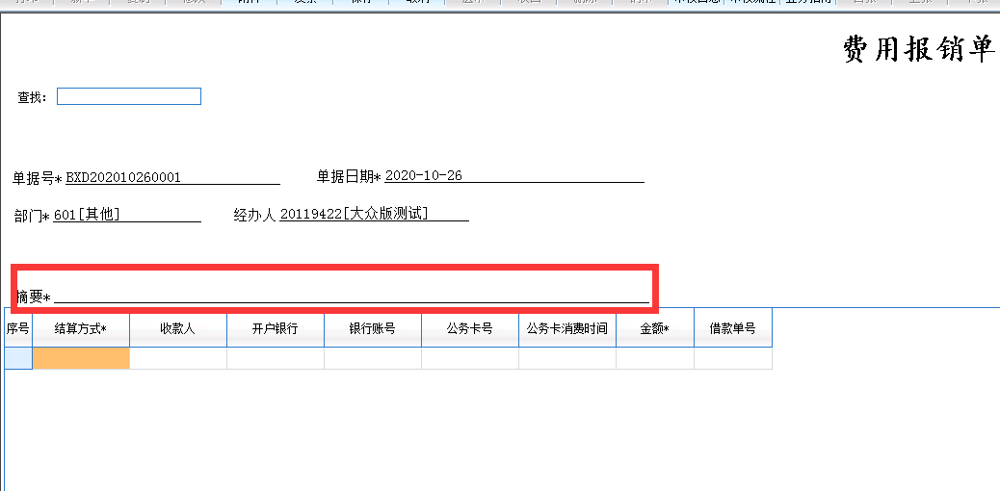 费用报销单
查找：
单据号* BXD202010260001 单据日期* 2020-10-26
部门* 601[其他] 经办人 20119422[大众版测试]
摘要*
序号 结算方式* 收款人 开户银行 银行账号 公务卡号 公务卡消费时间 金额* 借款单号